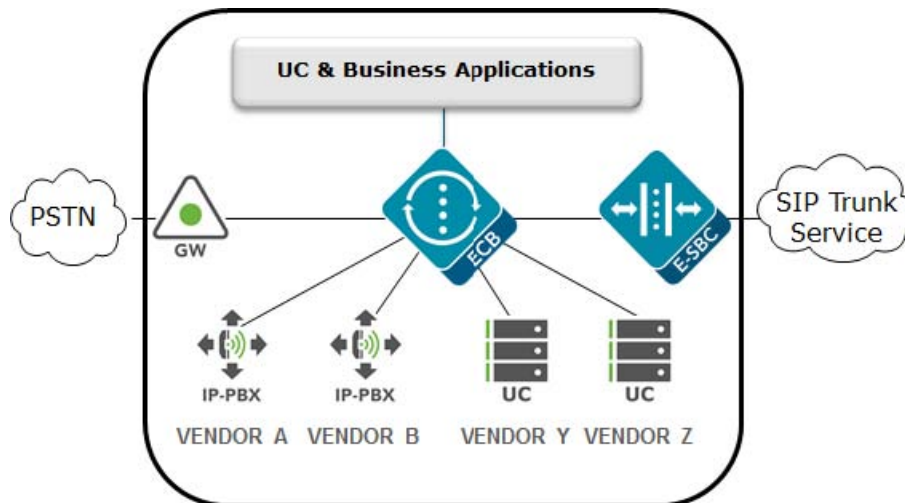 UC & Business Applications
PSTN
GW
ECB
E-SBC
SIP Trunk
Service
IP-PBX
IP-PBX
UC
UC
VENDOR A
VENDOR B
VENDOR Y
VENDOR Z